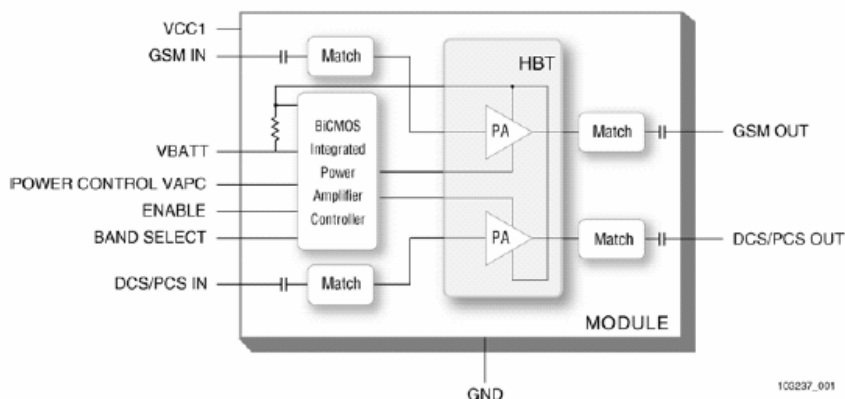 VCC1
GSM IN
Match
HBT
BiCMOS
Integrated
Power
Amplifier
Controller
PA
Match
GSM OUT
VBATT
POWER CONTROL VAPC
ENABLE
BAND SELECT
PA
Match
DCS/PCS OUT
DCS/PCS IN
Match
MODULE
GND
103237_001